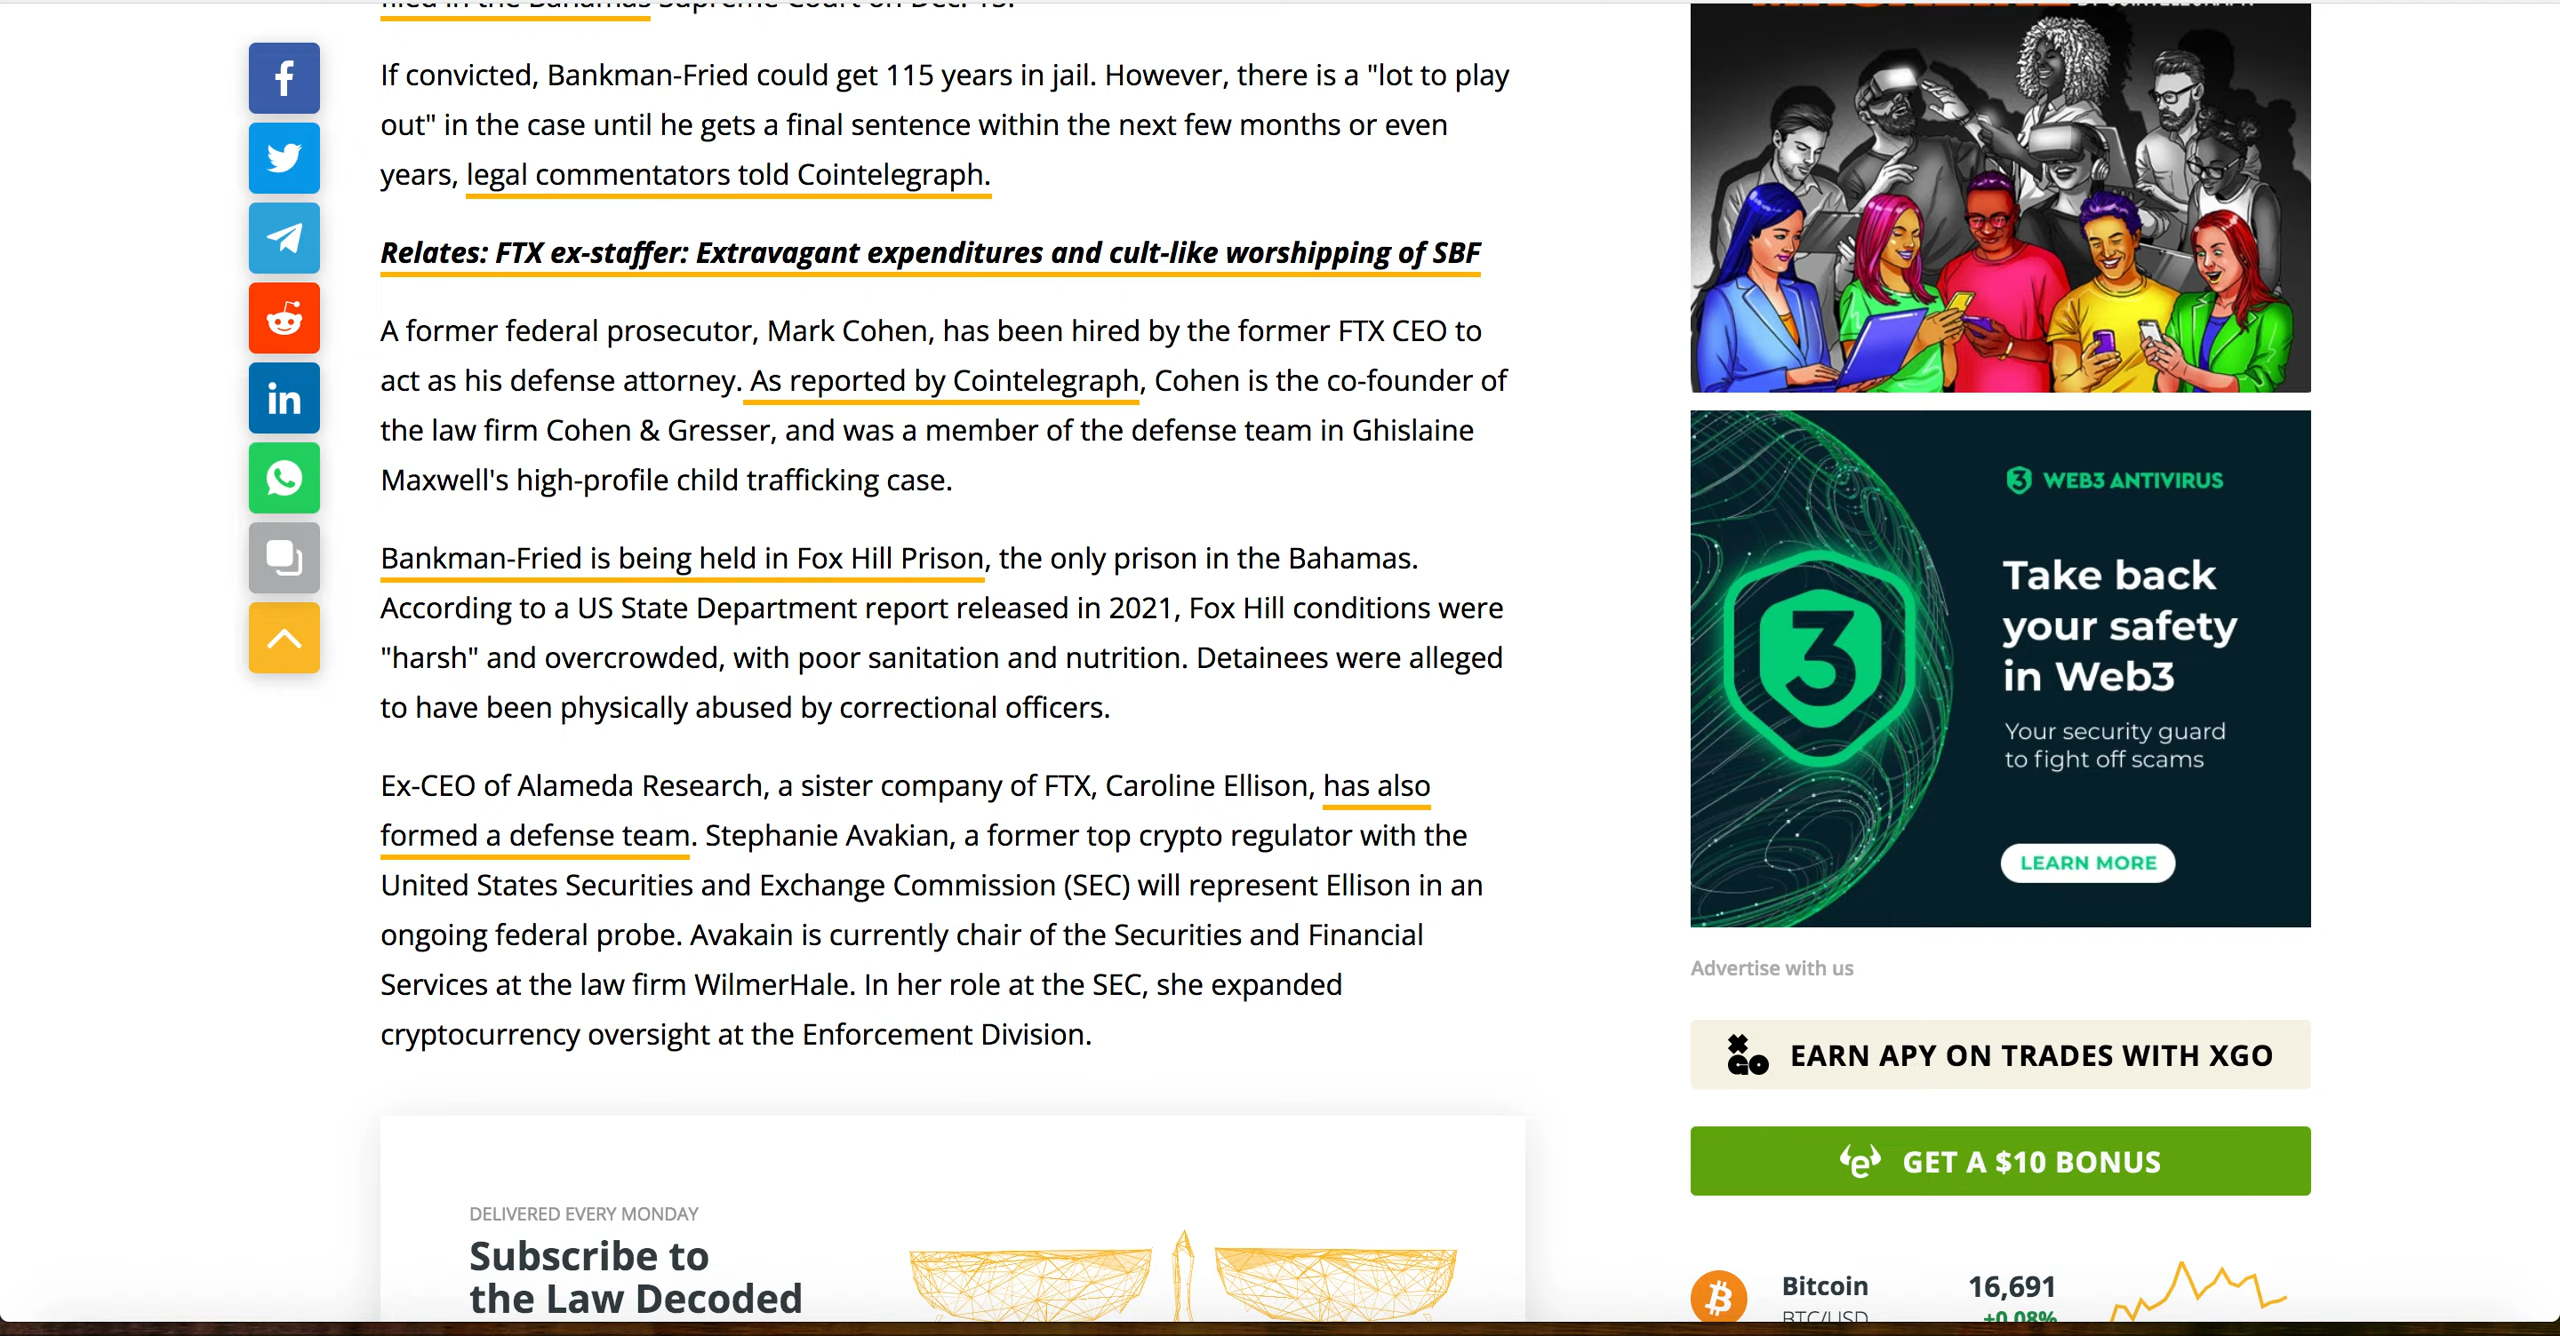 filed in the Bahamas Supreme Court on Dec. 15.
If convicted, Bankman-Fried could get 115 years in jail. However, there is a "lot to play
out" in the case until he gets a final sentence within the next few months or even
years, legal commentators told Cointelegraph.
Relates: FTX ex-staffer: Extravagant expenditures and cult-like worshipping of SBF
A former federal prosecutor, Mark Cohen, has been hired by the former FTX CEO to
act as his defense attorney. As reported by Cointelegraph, Cohen is the co-founder of
the law firm Cohen & Gresser, and was a member of the defense team in Ghislaine
Maxwell's high-profile child trafficking case.
Bankman-Fried is being held in Fox Hill Prison, the only prison in the Bahamas.
According to a US State Department report released in 2021, Fox Hill conditions were
"harsh" and overcrowded, with poor sanitation and nutrition. Detainees were alleged
to have been physically abused by correctional officers.
Ex-CEO of Alameda Research, a sister company of FTX, Caroline Ellison, has also
formed a defense team. Stephanie Avakian, a former top crypto regulator with the
United States Securities and Exchange Commission (SEC) will represent Ellison in an
ongoing federal probe. Avakain is currently chair of the Securities and Financial
Services at the law firm WilmerHale. In her role at the SEC, she expanded
cryptocurrency oversight at the Enforcement Division.
DELIVERED EVERY MONDAY
Subscribe to
the Law Decoded
3 WEB3 ANTIVIRUS
3
Take back
your safety
in Web3
Your security guard
to fight off scams
LEARN MORE
Advertise with us
EARN APY ON TRADES WITH XGO
GET A $10 BONUS
Bitcoin 16,691
BTC/USD +0.08%